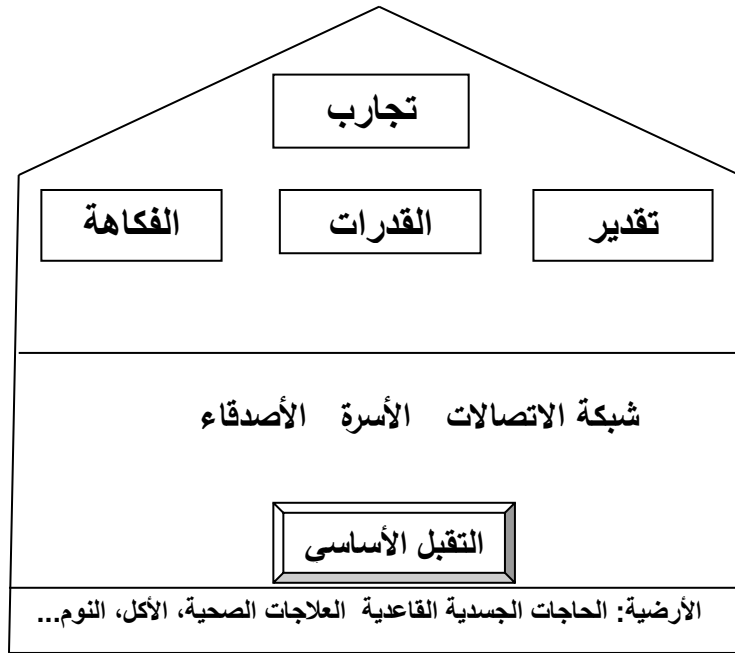 تجارب
تقدير القدرات الفكاهة
شبكة الاتصالات الأسرة الأصدقاء
التقبل الأساسي
الأرضية: الحاجات الجسدية القاعدية العلاجات الصحية، الأكل، النوم...